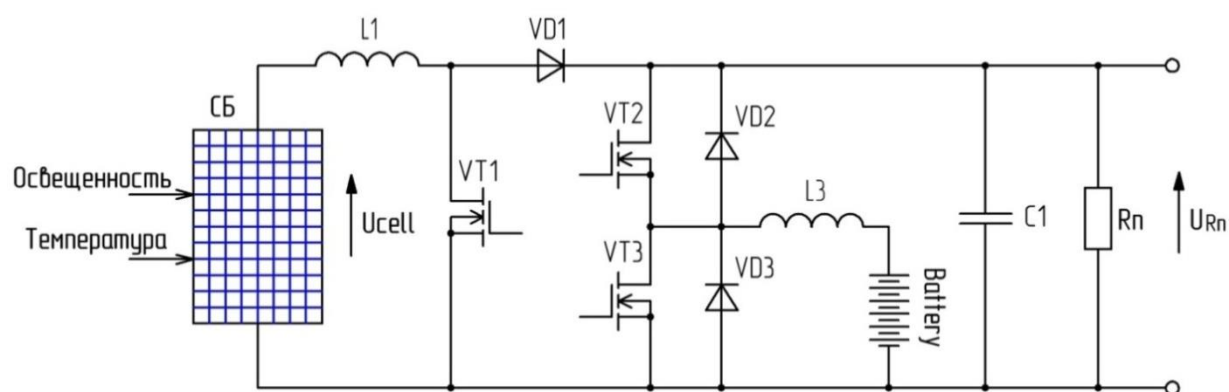 L1
VD1
СБ
VT2
VD2
Освещенность
VT1
L3
Ucell
C1
Rn
URn
Температура
VT3
VD3
Battery